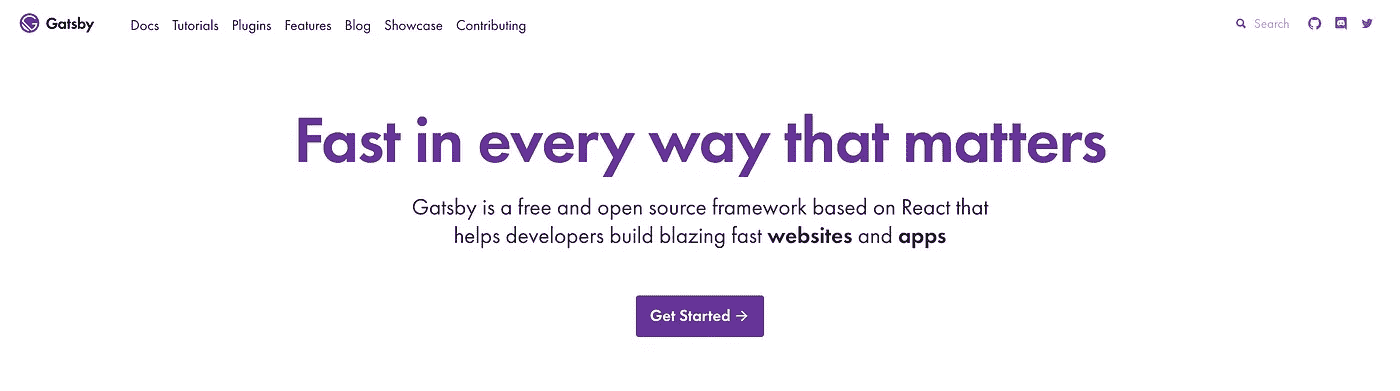 Gatsby Docs Tutorials Plugins Features Blog Showcase Contributing Search
Fast in every way that matters
Gatsby is a free and open source framework based on React that
helps developers build blazing fast websites and apps
Get Started →